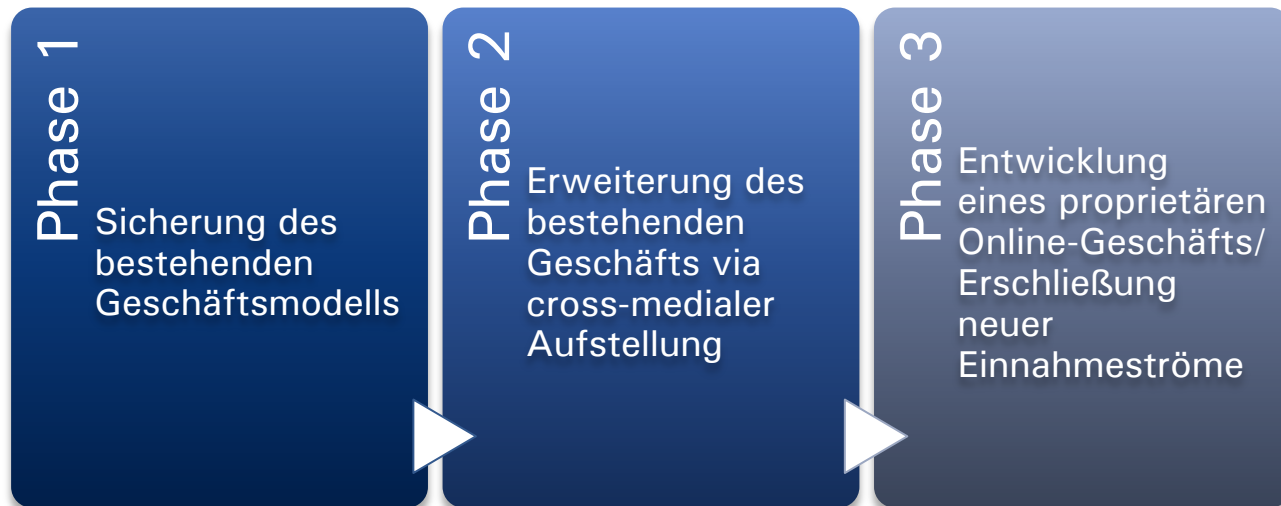 Phase 1
Sicherung des
bestehenden
Geschäftsmodells
Phase 2
Erweiterung des
bestehenden
Geschäfts via
cross-medialer
Aufstellung
Phase 3
Entwicklung
eines proprietären
Online-Geschäfts/
Erschließung
neuer
Einnahmeströme